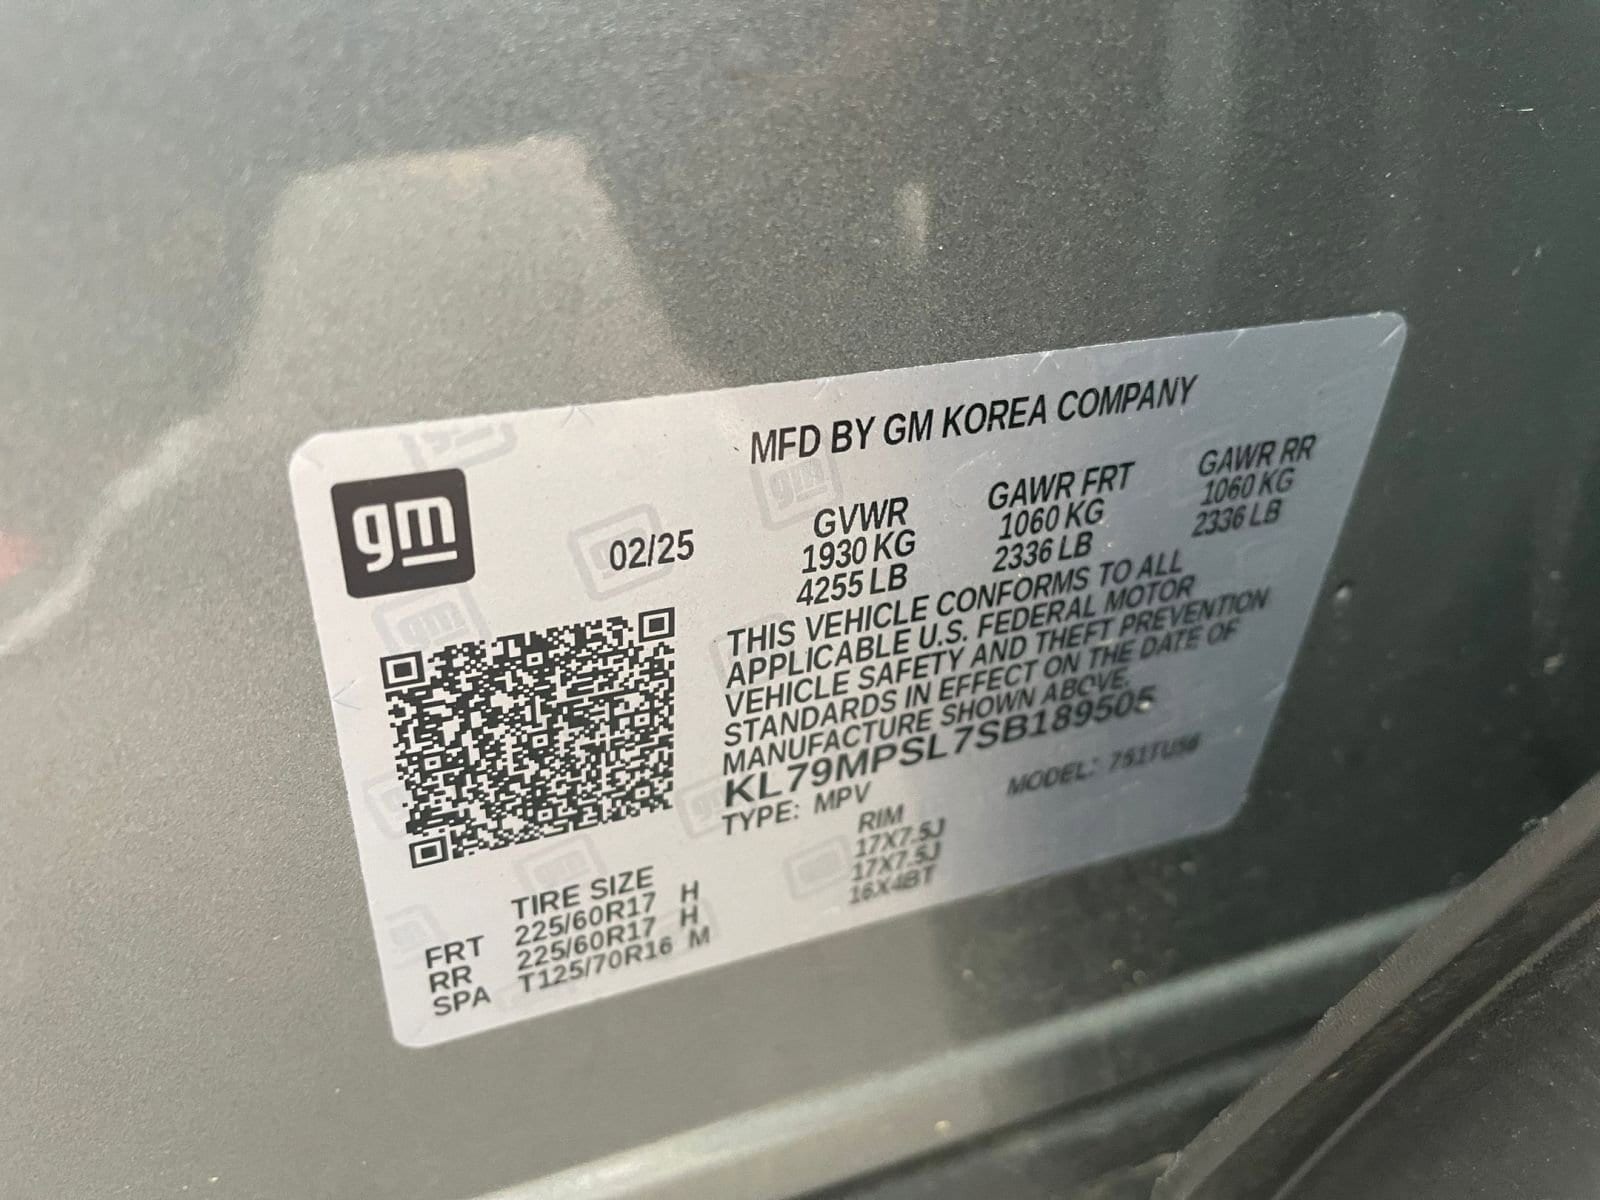 gm
MFD BY GM KOREA COMPANY
02/25
GVWR GAWR FRT GAWR RR
1930 KG 1060 KG 1060 KG
4255 LB 2336 LB 2336 LB
THIS VEHICLE CONFORMS TO ALL
APPLICABLE U.S. FEDERAL MOTOR
VEHICLE SAFETY AND THEFT PREVENTION
STANDARDS IN EFFECT ON THE DATE OF
MANUFACTURE SHOWN ABOVE.
KL79MPSL7SB189505
TYPE: MPV MODEL: 751TU56
TIRE SIZE RIM
FRT 225/60R17 H 17X7.5J
RR 225/60R17 H 17X7.5J
SPA T125/70R16 M 16X4BT